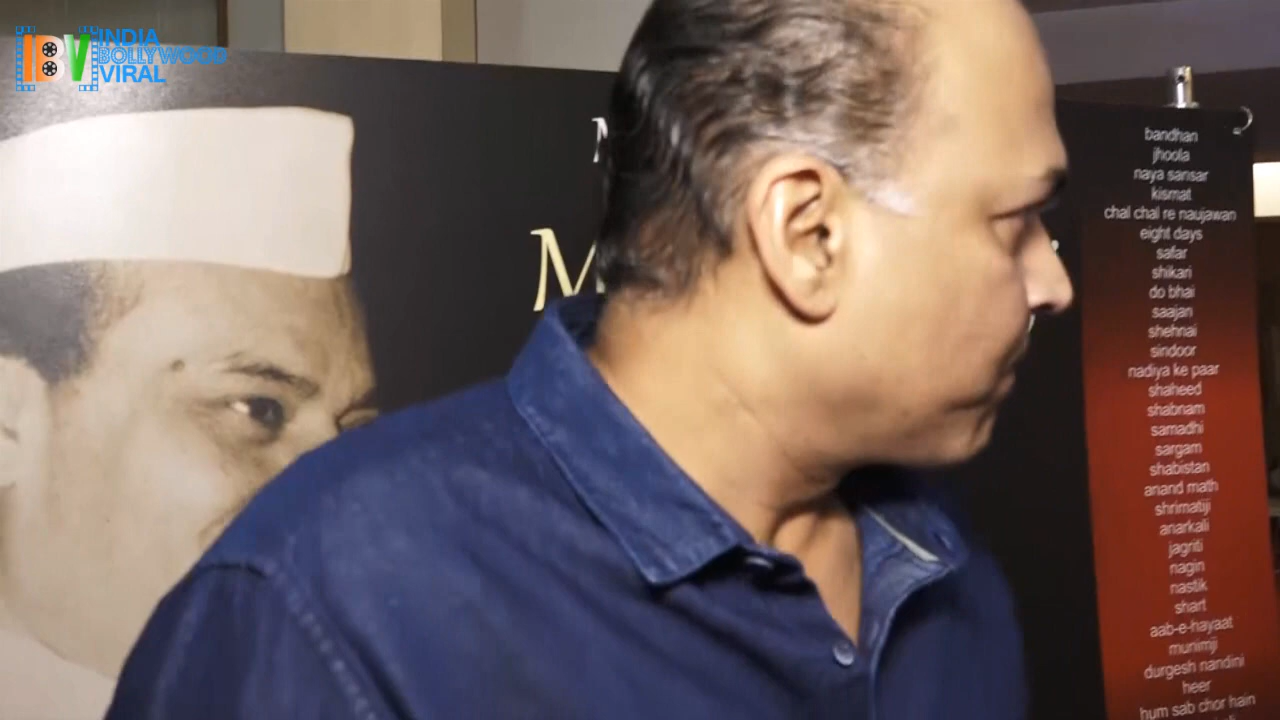 IBV INDIA
BOLLYWOOD
VIRAL
M
bandhan
jhoola
naya sansar
kismat
chal chal re naujawan
eight days
safar
shikari
do bhai
saajan
shehnai
sindoor
nadiya ke paar
shaheed
shabnam
samadhi
sargam
shabistan
anand math
shrimatiji
anarkali
jagriti
nagin
nastik
shart
aab-e-hayaat
munimji
durgesh nandini
heer
hum sab chor hain